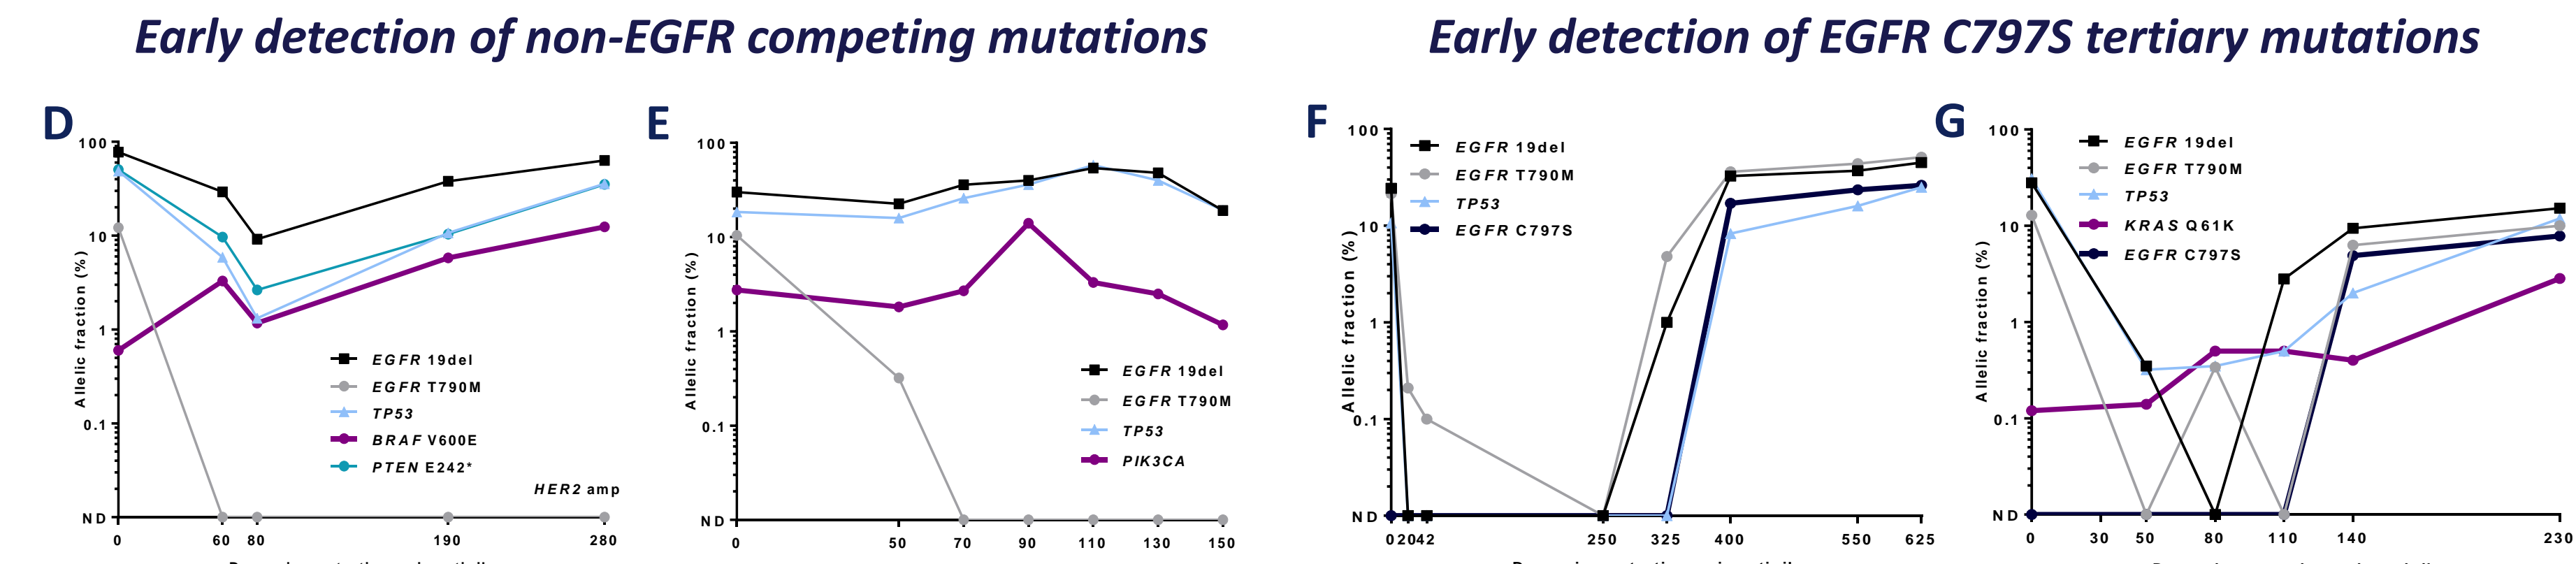 Early detection of non-EGFR competing mutations
Early detection of EGFR C797S tertiary mutations
D
100
10
1
0.1
ND
Allelic fraction (%)
EGFR 19del
EGFR T790M
TP53
BRAF V600E
PTEN E242*
HER2 amp
0 60 80 190 280
E
100
10
1
0.1
ND
Allelic fraction (%)
EGFR 19del
EGFR T790M
TP53
PIK3CA
0 50 70 90 110 130 150
F
100
10
1
0.1
ND
Allelic fraction (%)
EGFR 19del
EGFR T790M
TP53
EGFR C797S
0 20 42 250 325 400 550 625
G
100
10
1
0.1
ND
Allelic fraction (%)
EGFR 19del
EGFR T790M
TP53
KRAS Q61K
EGFR C797S
0 30 50 80 110 140 230